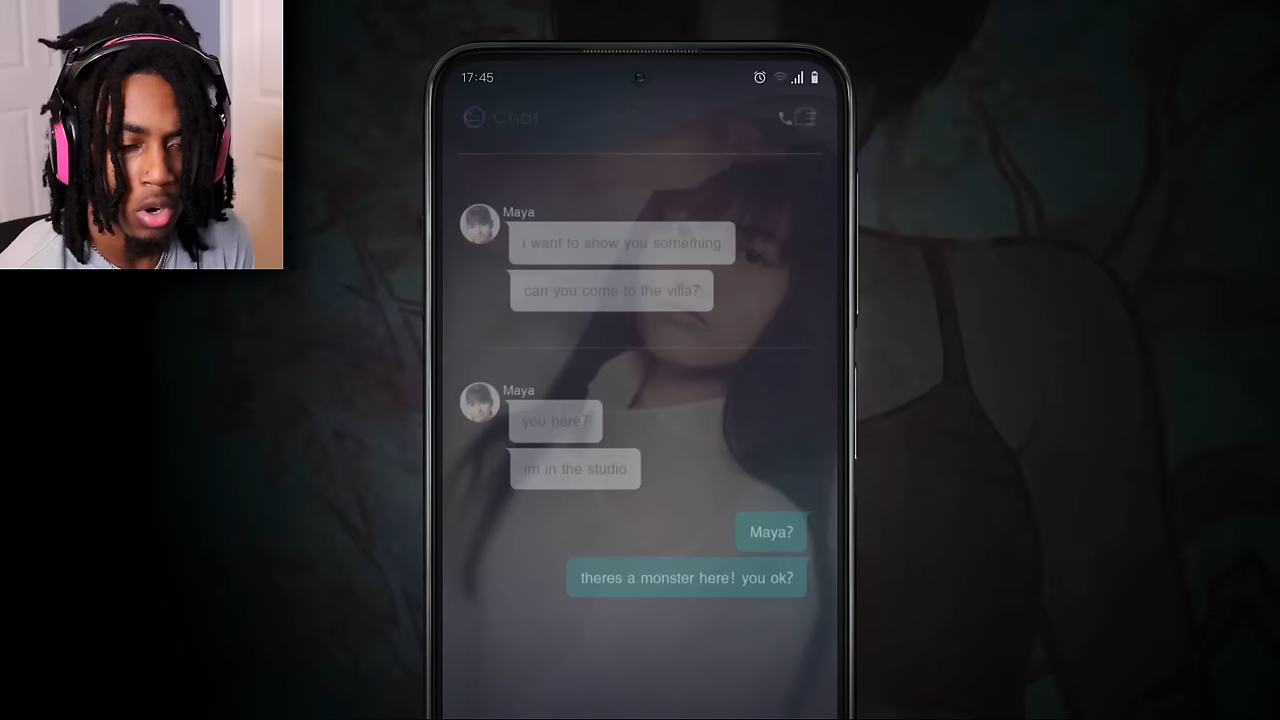 17:45
Chat
Maya
i want to show you something
can you come to the villa?
Maya
you here?
im in the studio
Maya?
theres a monster here! you ok?